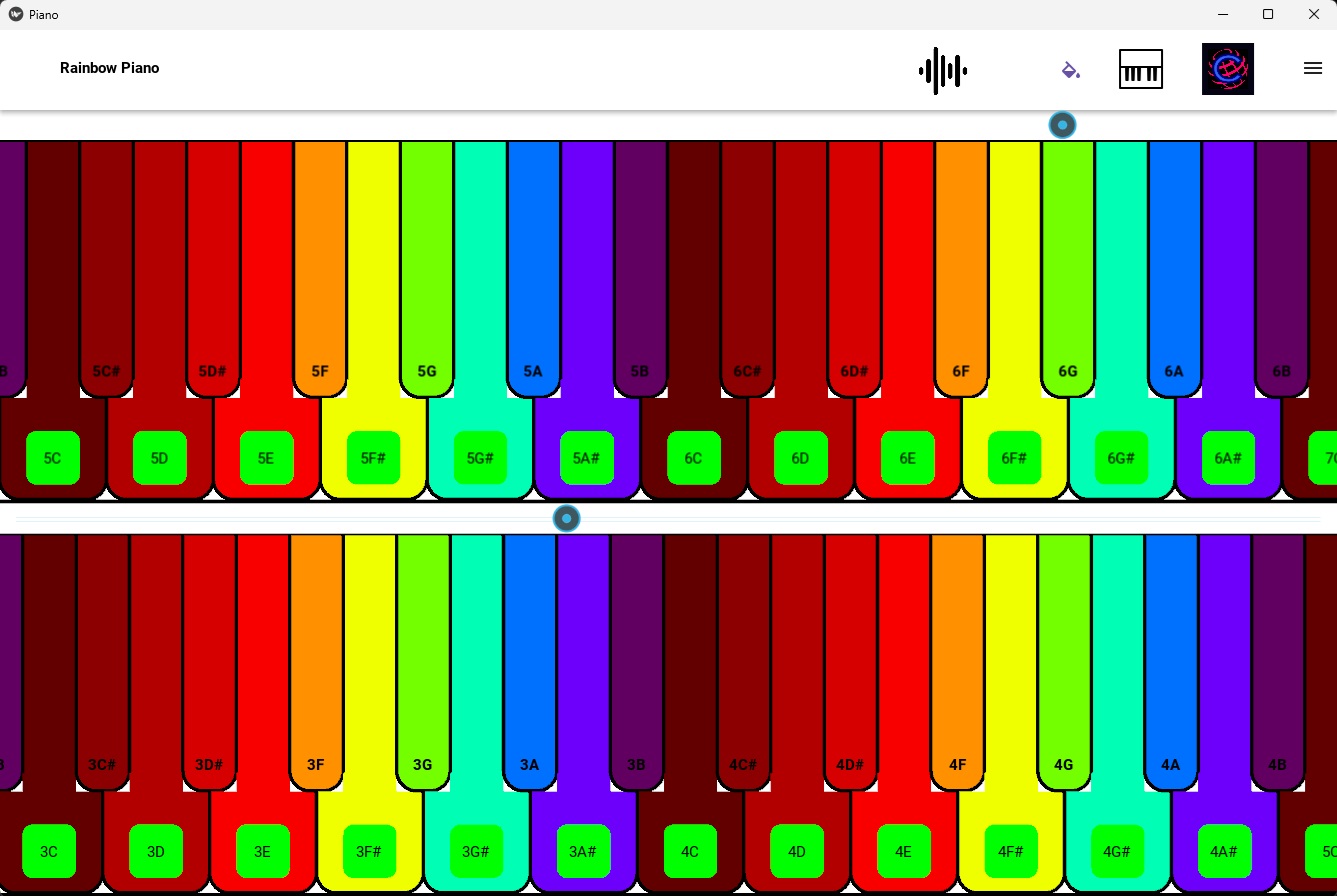 Piano
Rainbow Piano
B 5C# 5D# 5F 5G 5A 5B 6C# 6D# 6F 6G 6A 6B
5C 5D 5E 5F# 5G# 5A# 6C 6D 6E 6F# 6G# 6A#
3C# 3D# 3F 3G 3A 3B 4C# 4D# 4F 4G 4A 4B
3C 3D 3E 3F# 3G# 3A# 4C 4D 4E 4F# 4G# 4A#